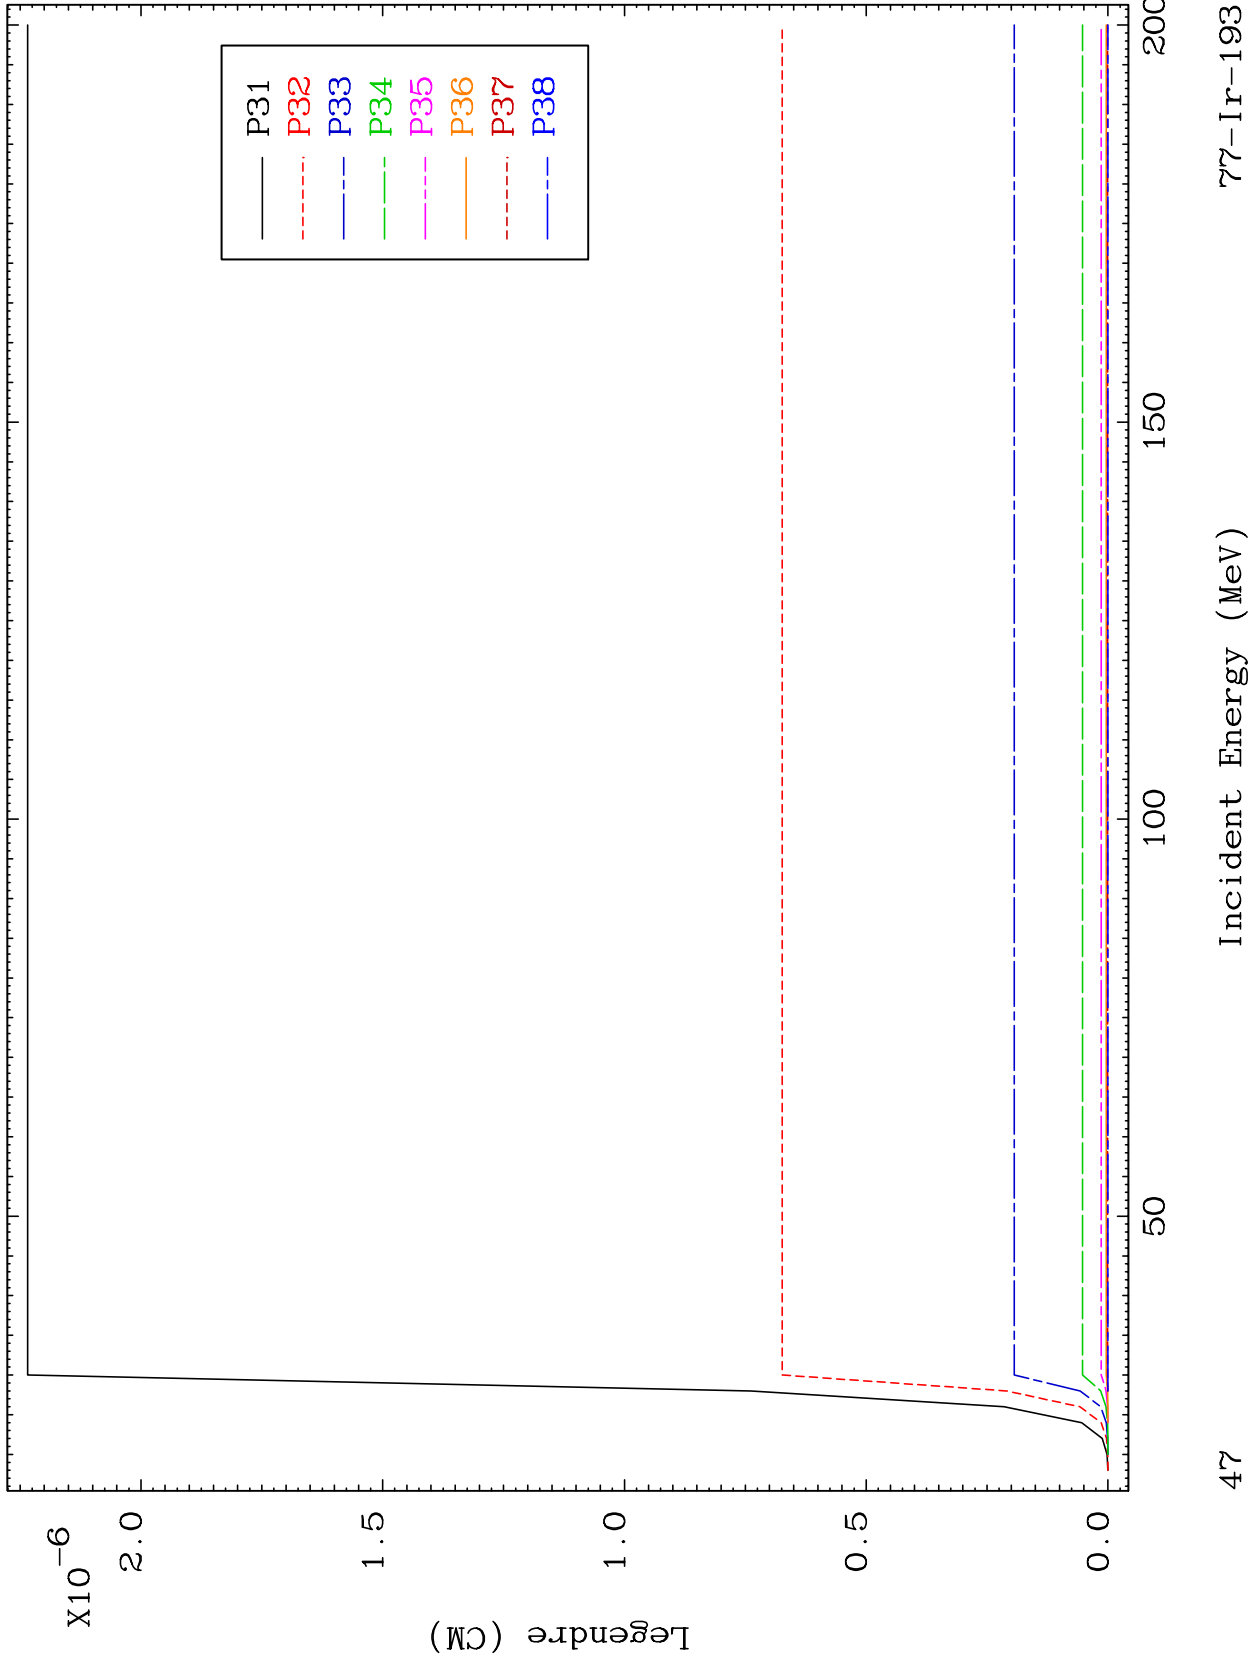 X10-6
2.0
1.5
1.0
0.5
0.0
Legendre (CM)
P31
P32
P33
P34
P35
P36
P37
P38
50
100
150
200
Incident Energy (MeV)
47
77-Ir-193